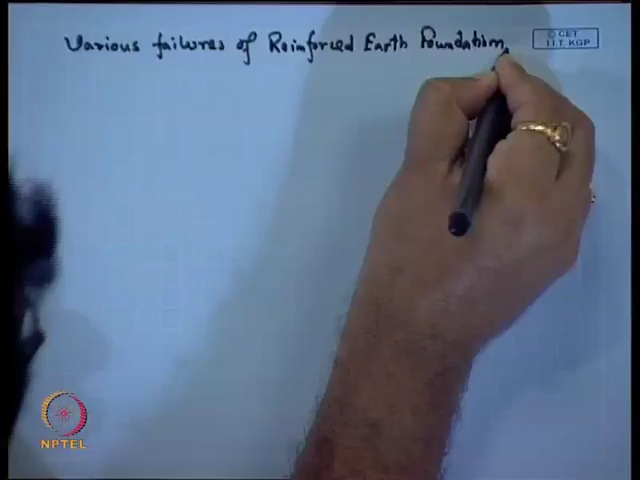 Various failures of Reinforced Earth Foundation
© CET
I.I.T. KGP
NPTEL